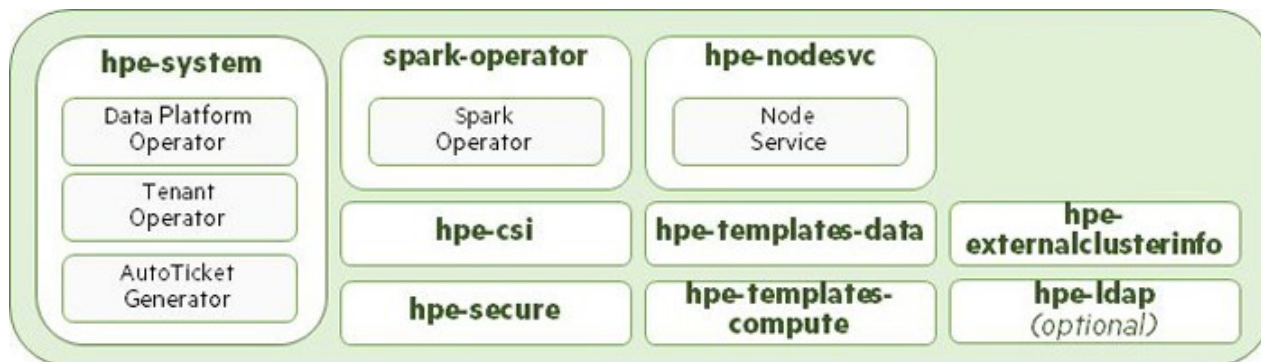 hpe-system
Data Platform
Operator
Tenant
Operator
AutoTicket
Generator
spark-operator
Spark
Operator
hpe-nodesvc
Node
Service
hpe-csi
hpe-templates-data
hpe-
externalclusterinfo
hpe-secure
hpe-templates-
compute
hpe-ldap
(optional)